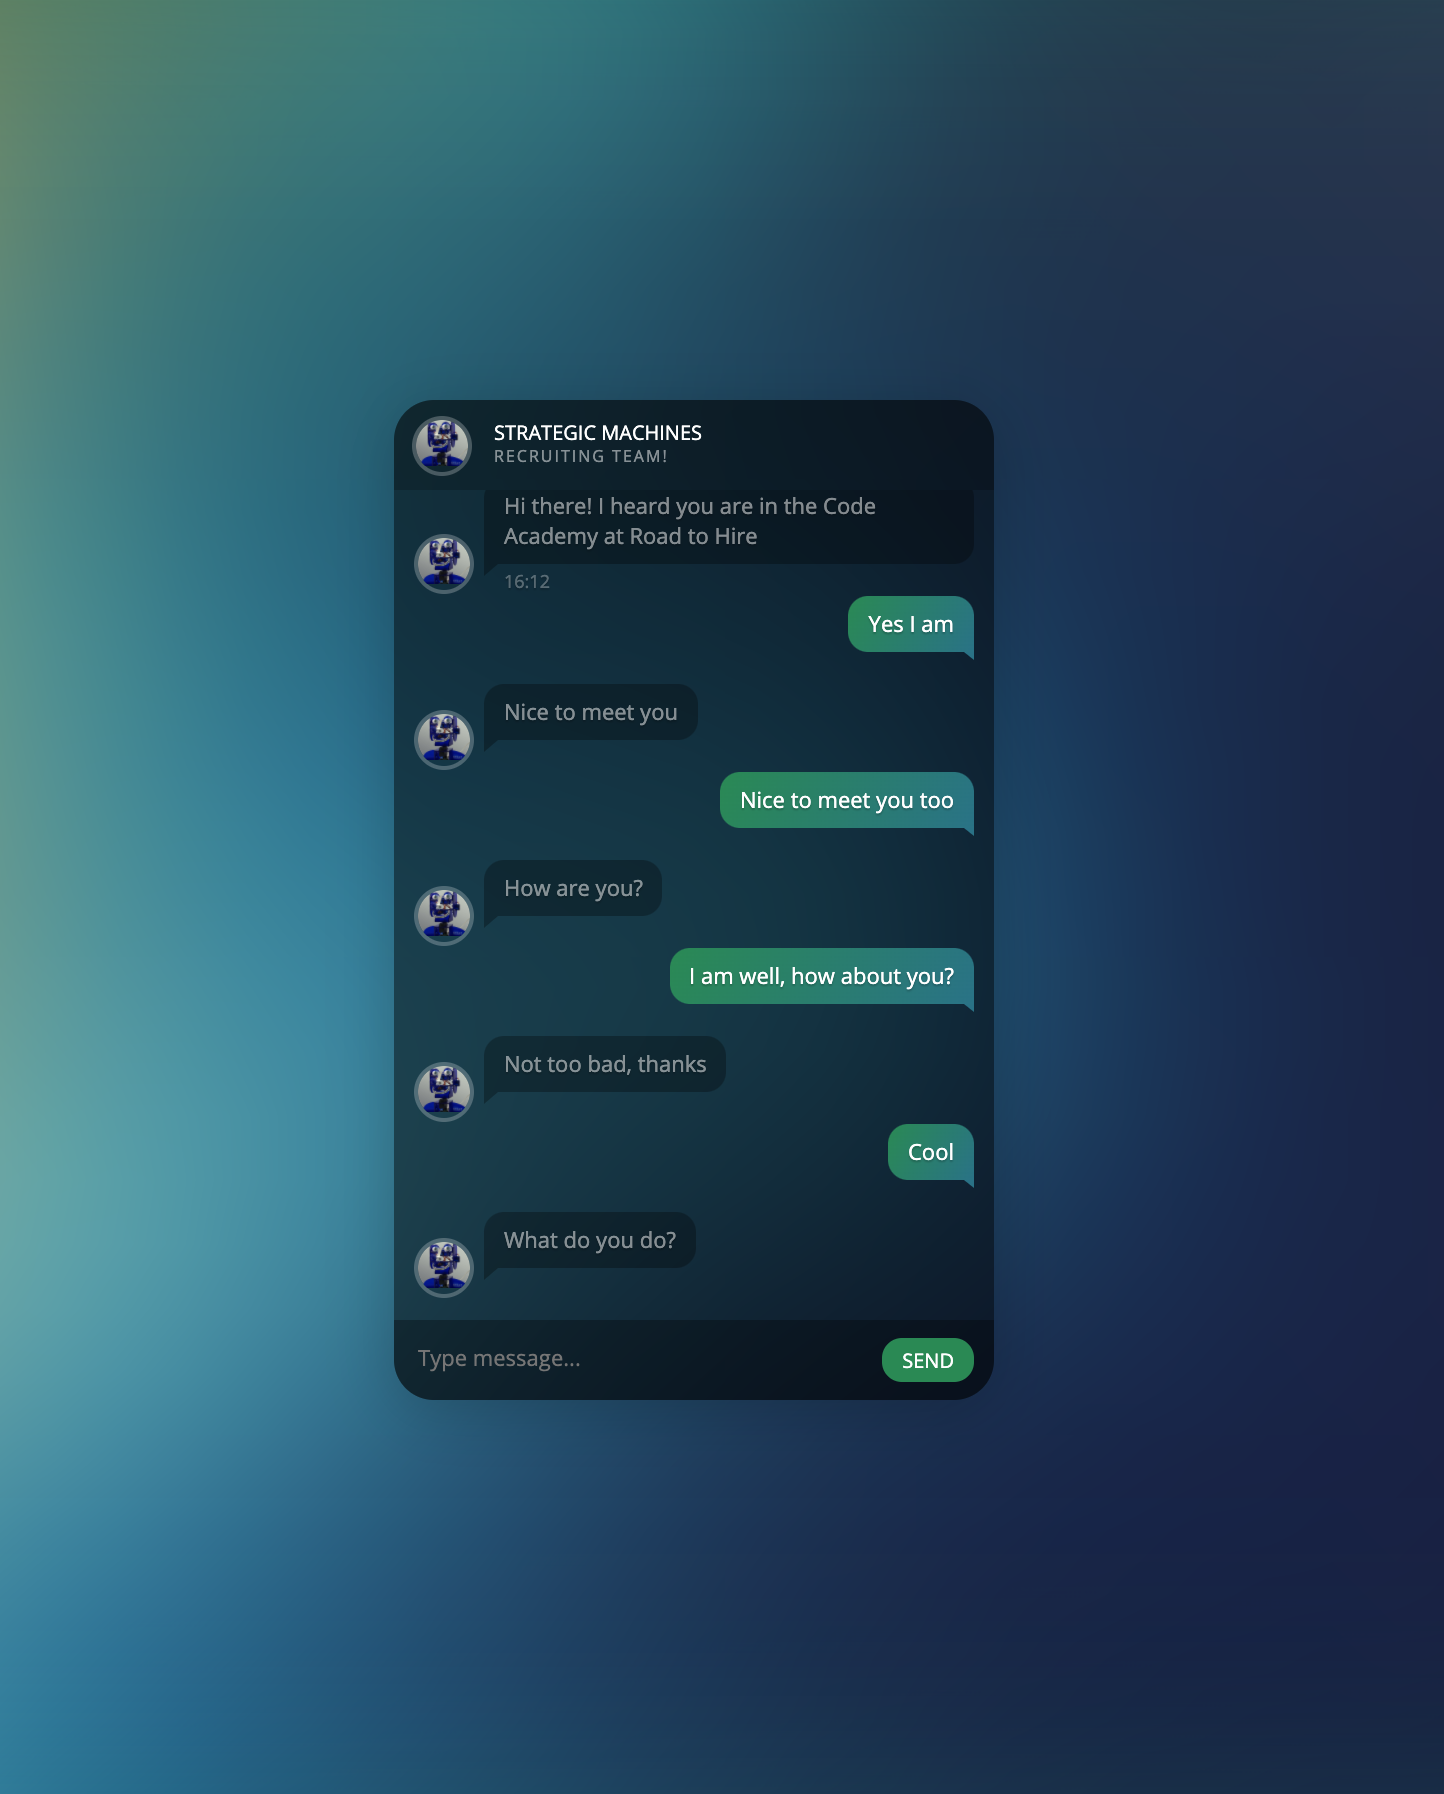 STRATEGIC MACHINES
RECRUITING TEAM!
Hi there! I heard you are in the Code
Academy at Road to Hire
16:12
Yes I am
Nice to meet you
Nice to meet you too
How are you?
I am well, how about you?
Not too bad, thanks
Cool
What do you do?
Type message...
SEND